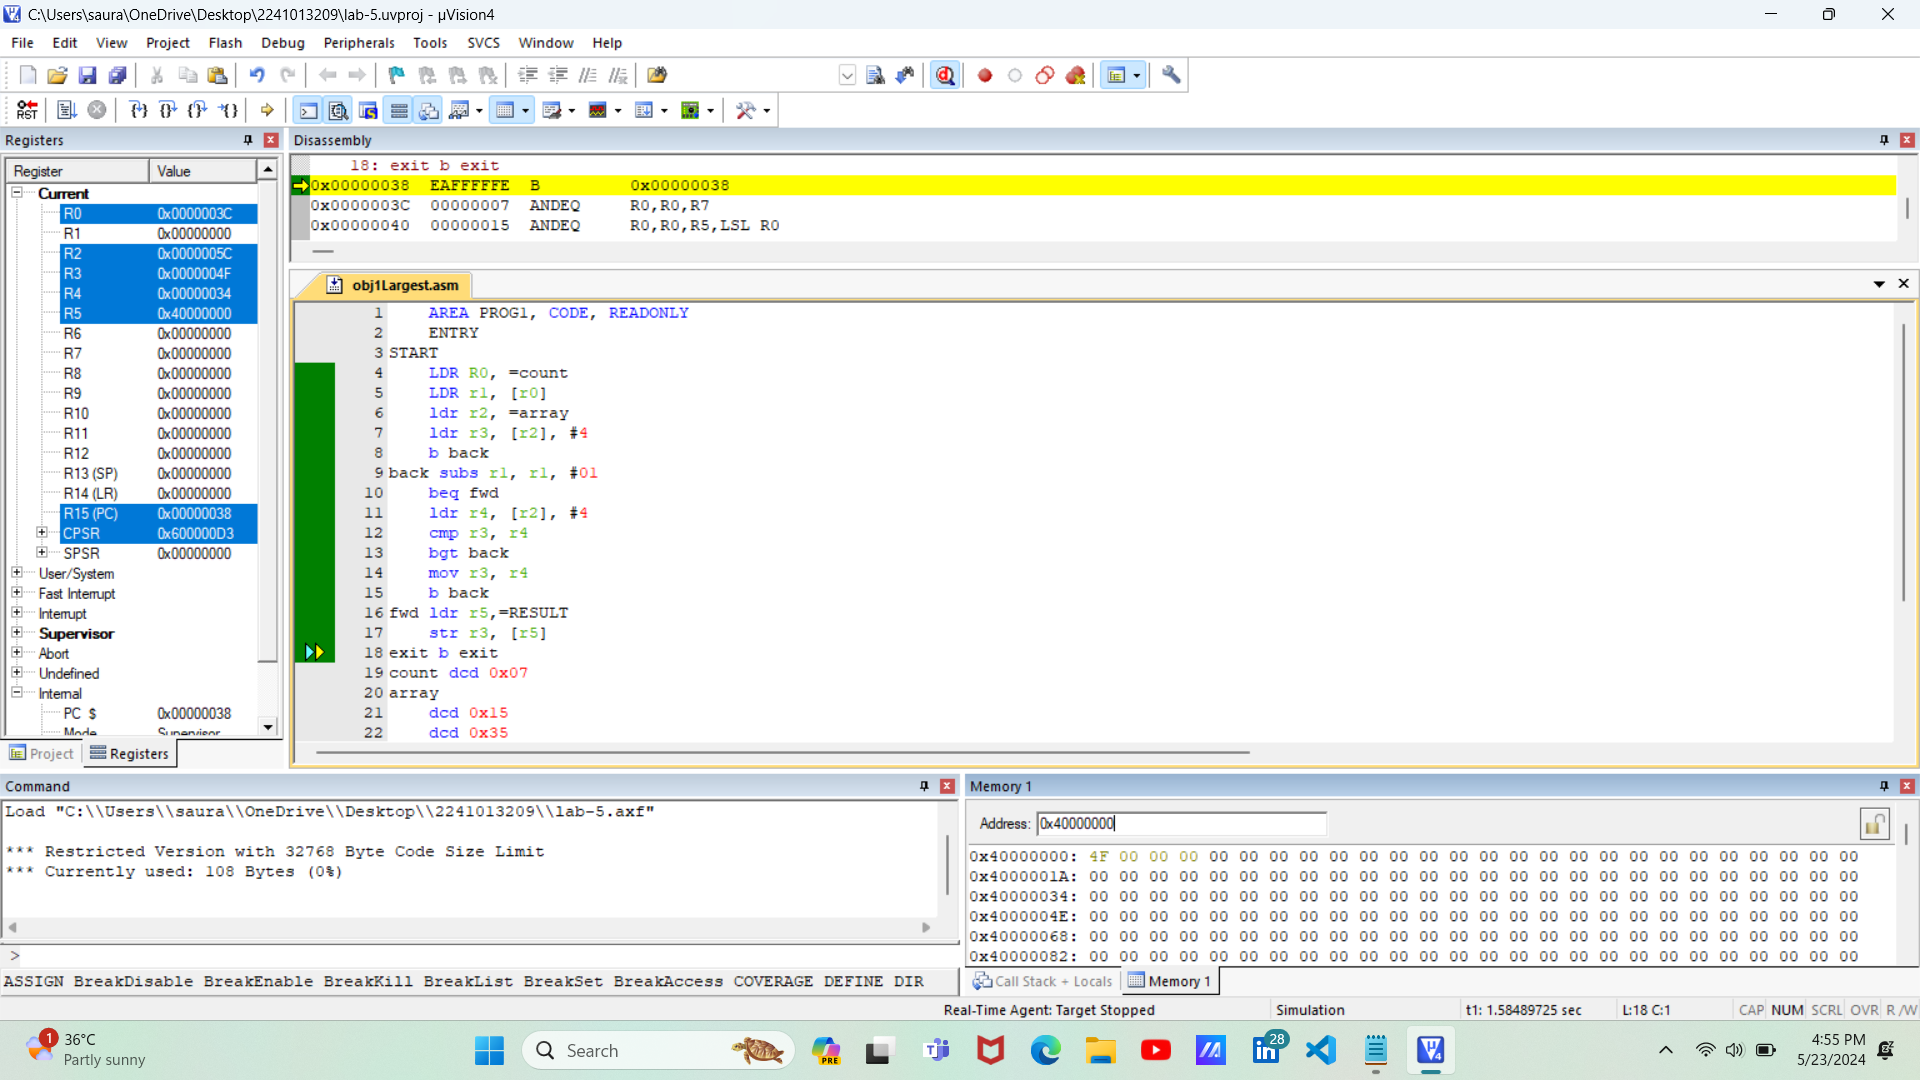 C:\Users\saura\OneDrive\Desktop\2241013209\lab-5.uvproj - µVision4
File Edit View Project Flash Debug Peripherals Tools SVCS Window Help
RST
Registers
Register Value
Current
R0 0x0000003C
R1 0x00000000
R2 0x0000005C
R3 0x0000004F
R4 0x00000034
R5 0x40000000
R6 0x00000000
R7 0x00000000
R8 0x00000000
R9 0x00000000
R10 0x00000000
R11 0x00000000
R12 0x00000000
R13 (SP) 0x00000000
R14 (LR) 0x00000000
R15 (PC) 0x00000038
CPSR 0x600000D3
SPSR 0x00000000
User/System
Fast Interrupt
Interrupt
Supervisor
Abort
Undefined
Internal
PC $ 0x00000038
Mode Supervisor
Project Registers
Disassembly
18: exit b exit
0x00000038 EAFFFFFE B 0x00000038
0x0000003C 00000007 ANDEQ R0,R0,R7
0x00000040 00000015 ANDEQ R0,R0,R5,LSL R0
obj1Largest.asm
1 AREA PROG1, CODE, READONLY
2 ENTRY
3 START
4 LDR R0, =count
5 LDR r1, [r0]
6 ldr r2, =array
7 ldr r3, [r2], #4
8 b back
9 back subs r1, r1, #01
10 beq fwd
11 ldr r4, [r2], #4
12 cmp r3, r4
13 bgt back
14 mov r3, r4
15 b back
16 fwd ldr r5,=RESULT
17 str r3, [r5]
18 exit b exit
19 count dcd 0x07
20 array
21 dcd 0x15
22 dcd 0x35
Command
Load "C:\\Users\\saura\\OneDrive\\Desktop\\2241013209\\lab-5.axf"
*** Restricted Version with 32768 Byte Code Size Limit
*** Currently used: 108 Bytes (0%)
>
ASSIGN BreakDisable BreakEnable BreakKill BreakList BreakSet BreakAccess COVERAGE DEFINE DIR
Memory 1
Address: 0x40000000
0x40000000: 4F 00 00 00 00 00 00 00 00 00 00 00 00 00 00 00 00 00 00 00 00 00 00 00 00 00
0x4000001A: 00 00 00 00 00 00 00 00 00 00 00 00 00 00 00 00 00 00 00 00 00 00 00 00 00 00
0x40000034: 00 00 00 00 00 00 00 00 00 00 00 00 00 00 00 00 00 00 00 00 00 00 00 00 00 00
0x4000004E: 00 00 00 00 00 00 00 00 00 00 00 00 00 00 00 00 00 00 00 00 00 00 00 00 00 00
0x40000068: 00 00 00 00 00 00 00 00 00 00 00 00 00 00 00 00 00 00 00 00 00 00 00 00 00 00
0x40000082: 00 00 00 00 00 00 00 00 00 00 00 00 00 00 00 00 00 00 00 00 00 00 00 00 00 00
Call Stack + Locals Memory 1
Real-Time Agent: Target Stopped Simulation t1: 1.58489725 sec L:18 C:1 CAP NUM SCRL OVR R/W
1
36°C
Partly sunny
Search
PRE
28
4:55 PM
5/23/2024